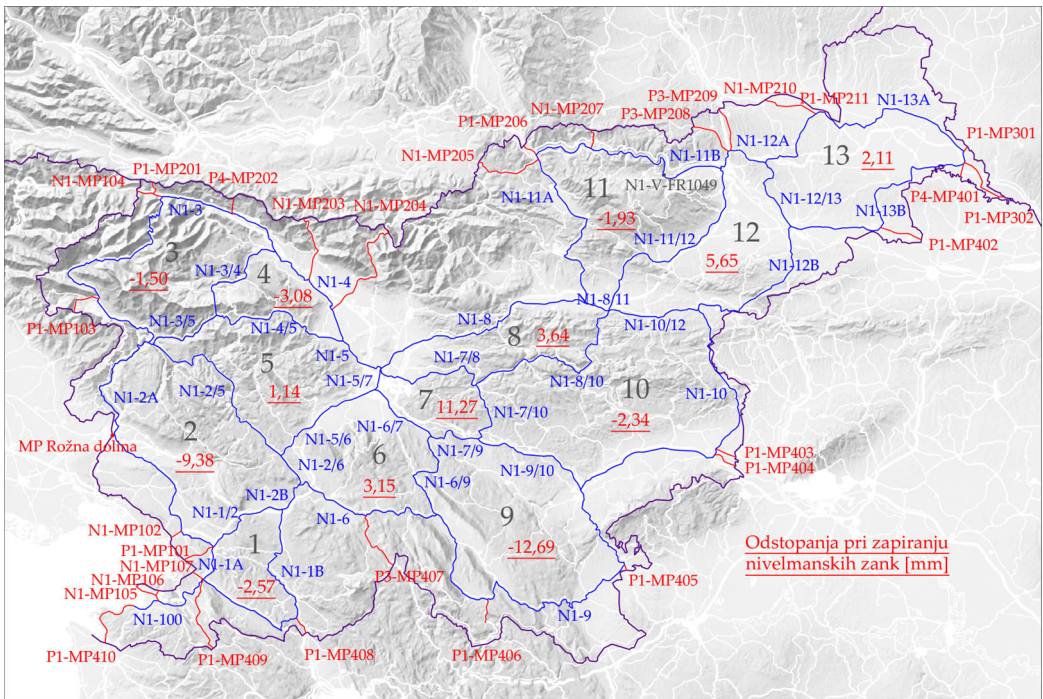 N1-MP210
P3-MP209
P1-MP211
N1-13A
N1-MP207
P3-MP208
P1-MP206
P1-MP301
N1-12A
13
2,11
N1-MP205
N1-11B
P1-MP201
N1-MP104
P4-MP202
N1-V-FR1049
11
N1-11A
-1,93
N1-12/13
P4-MP401
P1-MP302
N1-3
N1-MP203
N1-MP204
N1-13B
12
N1-11/12
P1-MP402
3
N1-3/4
4
5,65
N1-12B
-1,50
N1-4
-3,08
N1-8/11
P1-MP103
N1-3/5
N1-4/5
N1-8
8
3,64
N1-10/12
N1-5
N1-7/8
5
N1-5/7
N1-8/10
10
N1-10
N1-2A
N1-2/5
1,14
7
11,27
N1-7/10
-2,34
N1-6/7
2
MP Rožna dolina
N1-5/6
N1-7/9
P1-MP403
-9,38
N1-2/6
6
N1-9/10
P1-MP404
N1-6/9
3,15
N1-2B
N1-1/2
N1-6
9
N1-MP102
1
-12,69
Odstopanja pri zapiranju
nivelmanskih zank [mm]
P1-MP101
N1-MP107
N1-1A
N1-1B
P3-MP407
P1-MP405
N1-MP106
-2,57
N1-MP105
N1-100
N1-9
P1-MP410
P1-MP409
P1-MP408
P1-MP406